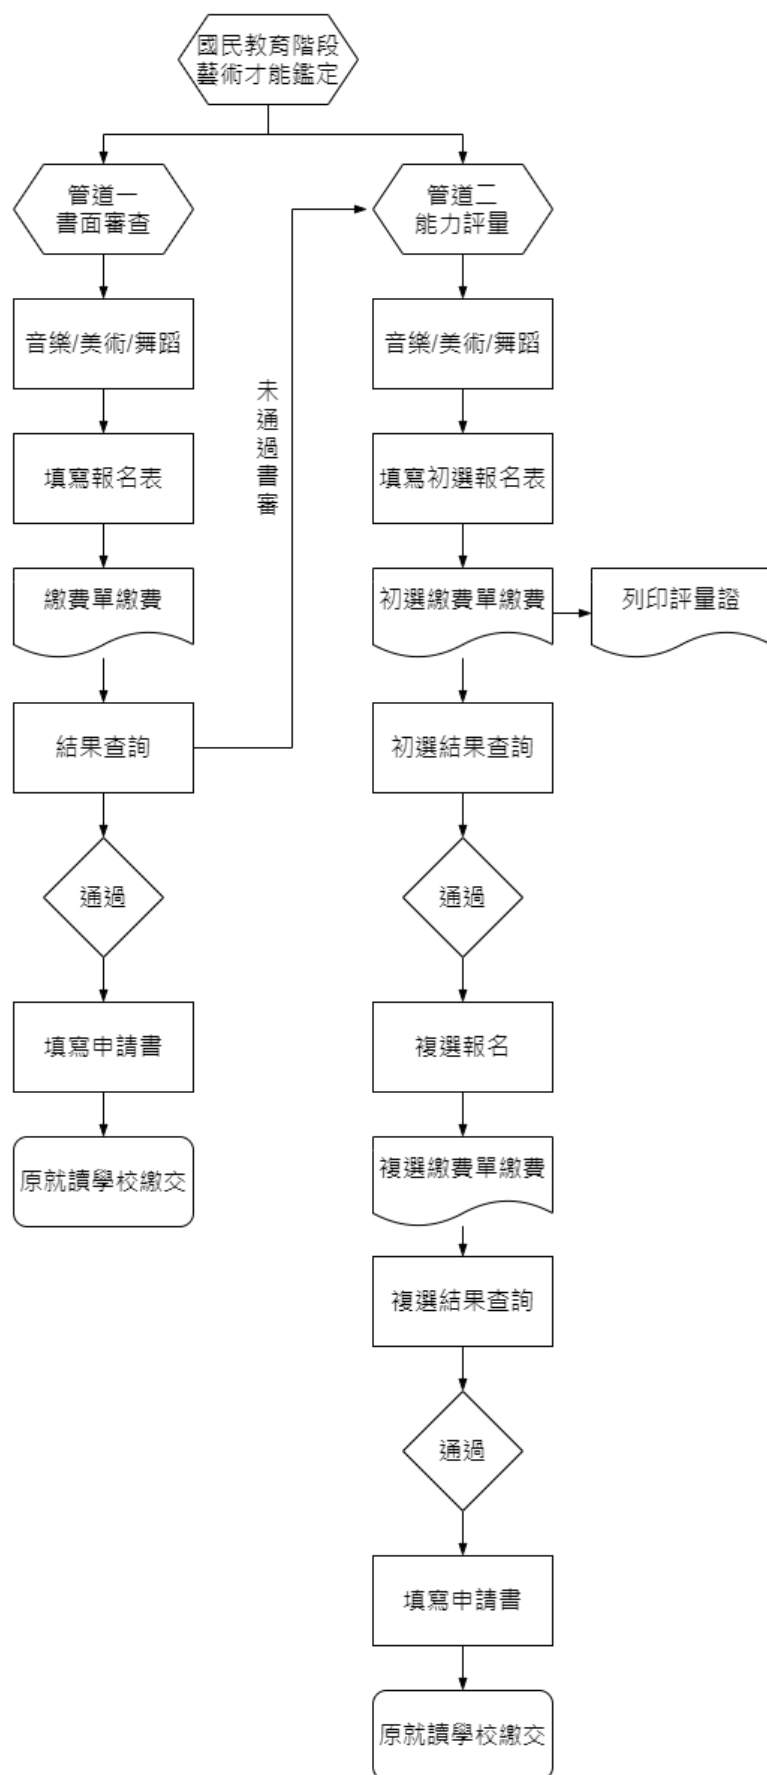 國民教育階段
藝術才能鑑定
管道一
書面審查
音樂/美術/舞蹈
填寫報名表
繳費單繳費
結果查詢
通過
填寫申請書
原就讀學校繳交
未
通
過
書
審
管道二
能力評量
音樂/美術/舞蹈
填寫初選報名表
初選繳費單繳費
列印評量證
初選結果查詢
通過
複選報名
複選繳費單繳費
複選結果查詢
通過
填寫申請書
原就讀學校繳交